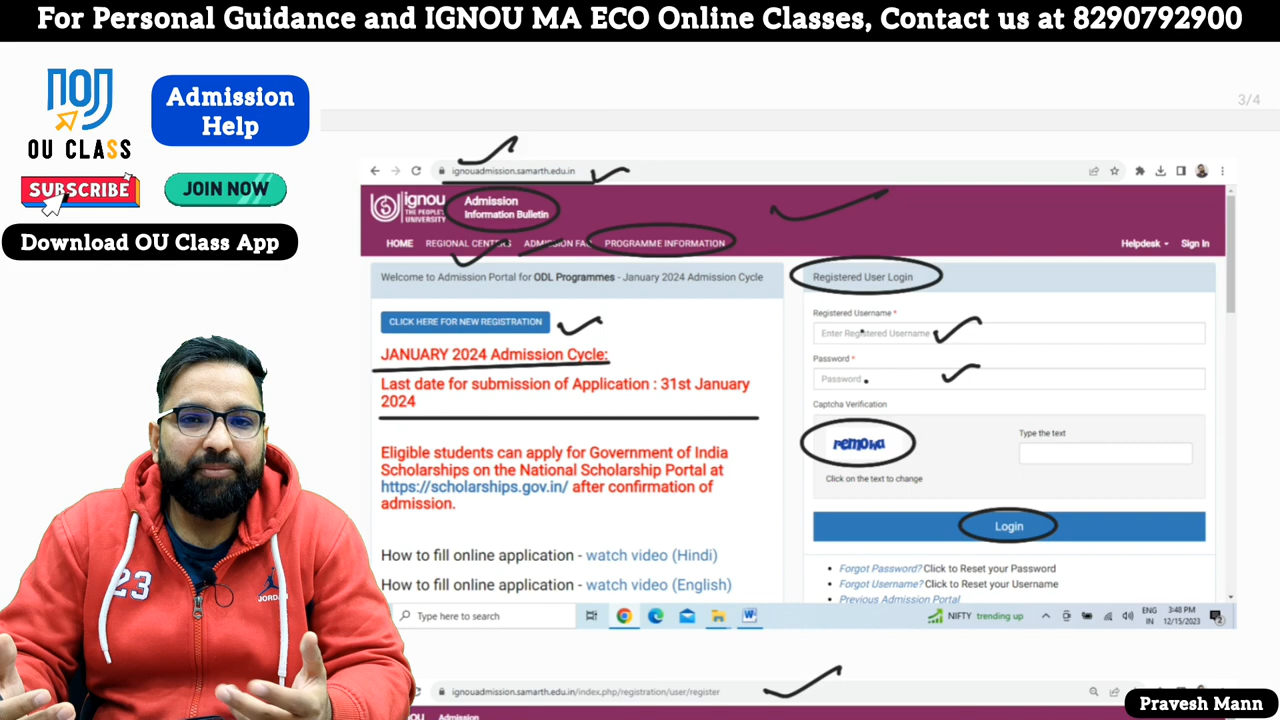 For Personal Guidance and IGNOU MA ECO Online Classes, Contact us at 8290792900
OU CLASS
Admission
Help
SUBSCRIBE
JOIN NOW
Download OU Class App
3/4
ignouadmission.samarth.edu.in
ignou
THE PEOPLE'S
UNIVERSITY
Admission
Information Bulletin
HOME REGIONAL CENTERS ADMISSION FAQ PROGRAMME INFORMATION
Helpdesk Sign In
Welcome to Admission Portal for ODL Programmes - January 2024 Admission Cycle
CLICK HERE FOR NEW REGISTRATION
JANUARY 2024 Admission Cycle:
Last date for submission of Application : 31st January
2024
Eligible students can apply for Government of India
Scholarships on the National Scholarship Portal at
https://scholarships.gov.in/ after confirmation of
admission.
How to fill online application - watch video (Hindi)
How to fill online application - watch video (English)
Registered User Login
Registered Username *
Enter Registered Username
Password *
Password
Captcha Verification
Type the text
Click on the text to change
Login
Forgot Password? Click to Reset your Password
Forgot Username? Click to Reset your Username
Previous Admission Portal
Type here to search
NIFTY trending up
ENG
IN
3:48 PM
12/15/2023
2
ignouadmission.samarth.edu.in/index.php/registration/user/register
Admission
23
JORDAN
Pravesh Mann